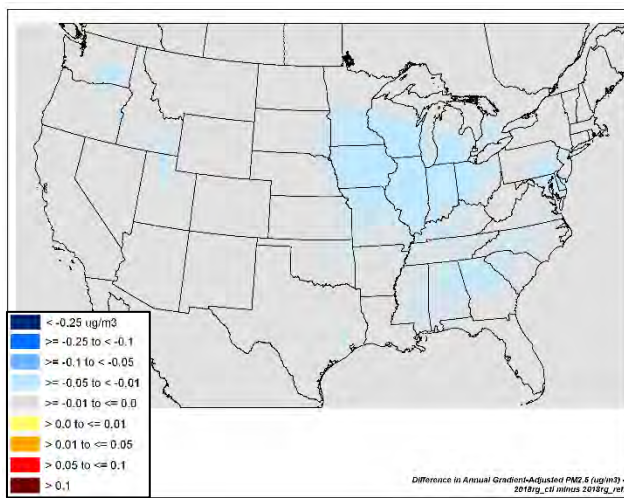 < -0.25 ug/m3
>= -0.25 to < -0.1
>= -0.1 to < -0.05
>= -0.05 to < -0.01
>= -0.01 to <= 0.0
> 0.0 to <= 0.01
> 0.01 to <= 0.05
> 0.05 to <= 0.1
> 0.1
Difference in Annual Gradient-Adjusted PM2.5 (ug/m3) -
2018rg_ctl minus 2018rg_ref